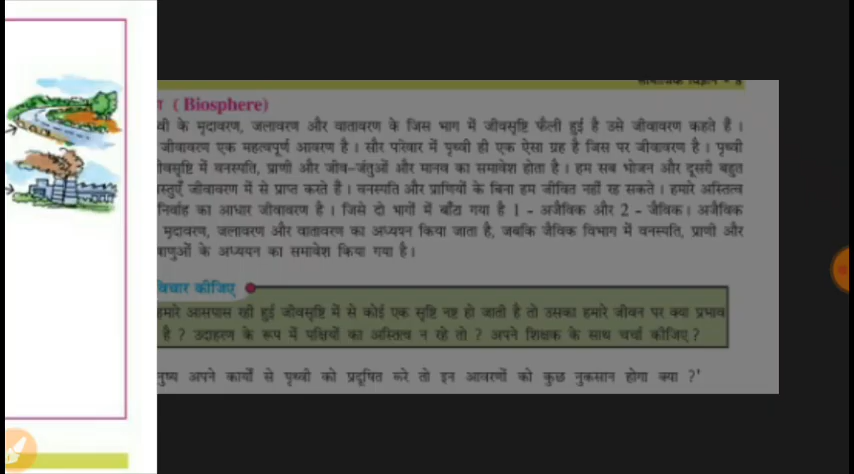 सामाजिक विज्ञान
(Biosphere)
के मृदावरण, जलावरण और वातावरण के जिस भाग में जीवसृष्टि फैली हुई है उसे जीवावरण कहते हैं।
जीवावरण एक महत्वपूर्ण आवरण है। सौर परिवार में पृथ्वी ही एक ऐसा ग्रह है जिस पर जीवावरण है। पृथ्वी
में वनस्पति, प्राणी और जीव-जंतुओं और मानव का समावेश होता है। हम सब भोजन और दूसरी बहुत
जीवावरण में से प्राप्त करते हैं। वनस्पति और प्राणियों के बिना हम जीवित नहीं रह सकते। हमारे अस्तित्व
निर्वाह का आधार जीवावरण है। जिसे दो भागों में बाँटा गया है 1 - अजैविक और 2 - जैविक। अजैविक
मृदावरण, जलावरण और वातावरण का अध्ययन किया जाता है, जबकि जैविक विभाग में वनस्पति, प्राणी और
के अध्ययन का समावेश किया गया है।
विचार कीजिए
हमारे आसपास रही हुई जीवसृष्टि में से कोई एक सृष्टि नष्ट हो जाती है तो उसका हमारे जीवन पर क्या प्रभाव
है ? उदाहरण के रूप में पक्षियों का अस्तित्व न रहे तो ? अपने शिक्षक के साथ चर्चा कीजिए ?
अपने कार्यों से पृथ्वी को प्रदूषित करे तो इन आवरणों को कुछ नुकसान होगा क्या ?'